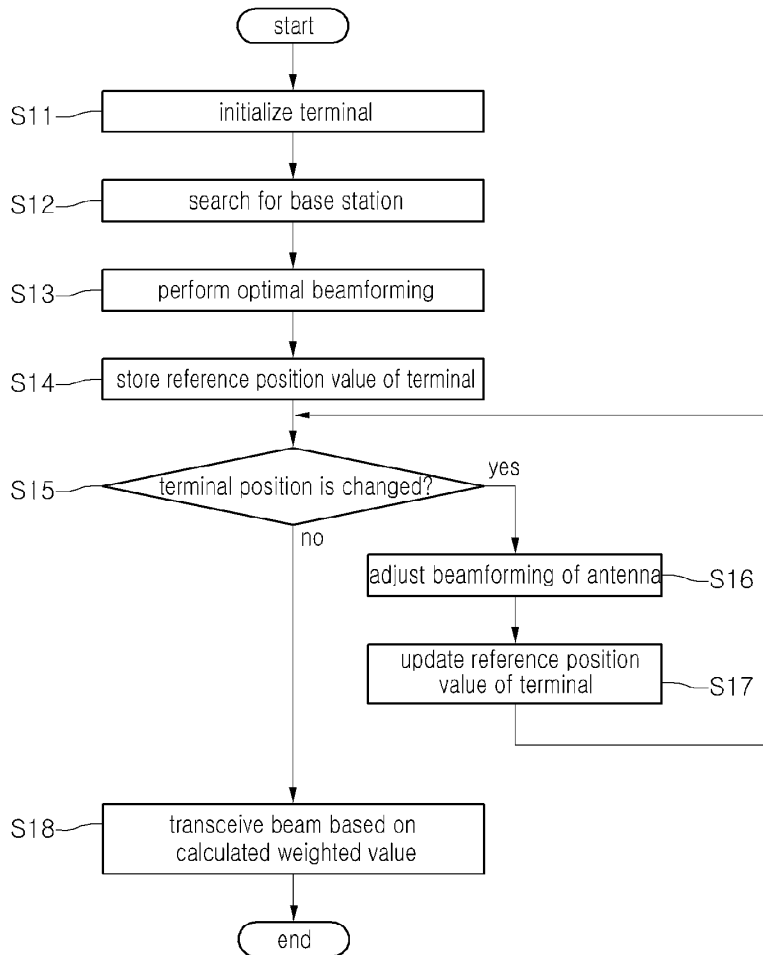 start
S11
initialize terminal
S12
search for base station
S13
perform optimal beamforming
S14
store reference position value of terminal
S15
terminal position is changed?
yes
no
adjust beamforming of antenna
S16
update reference position
value of terminal
S17
S18
transceive beam based on
calculated weighted value
end